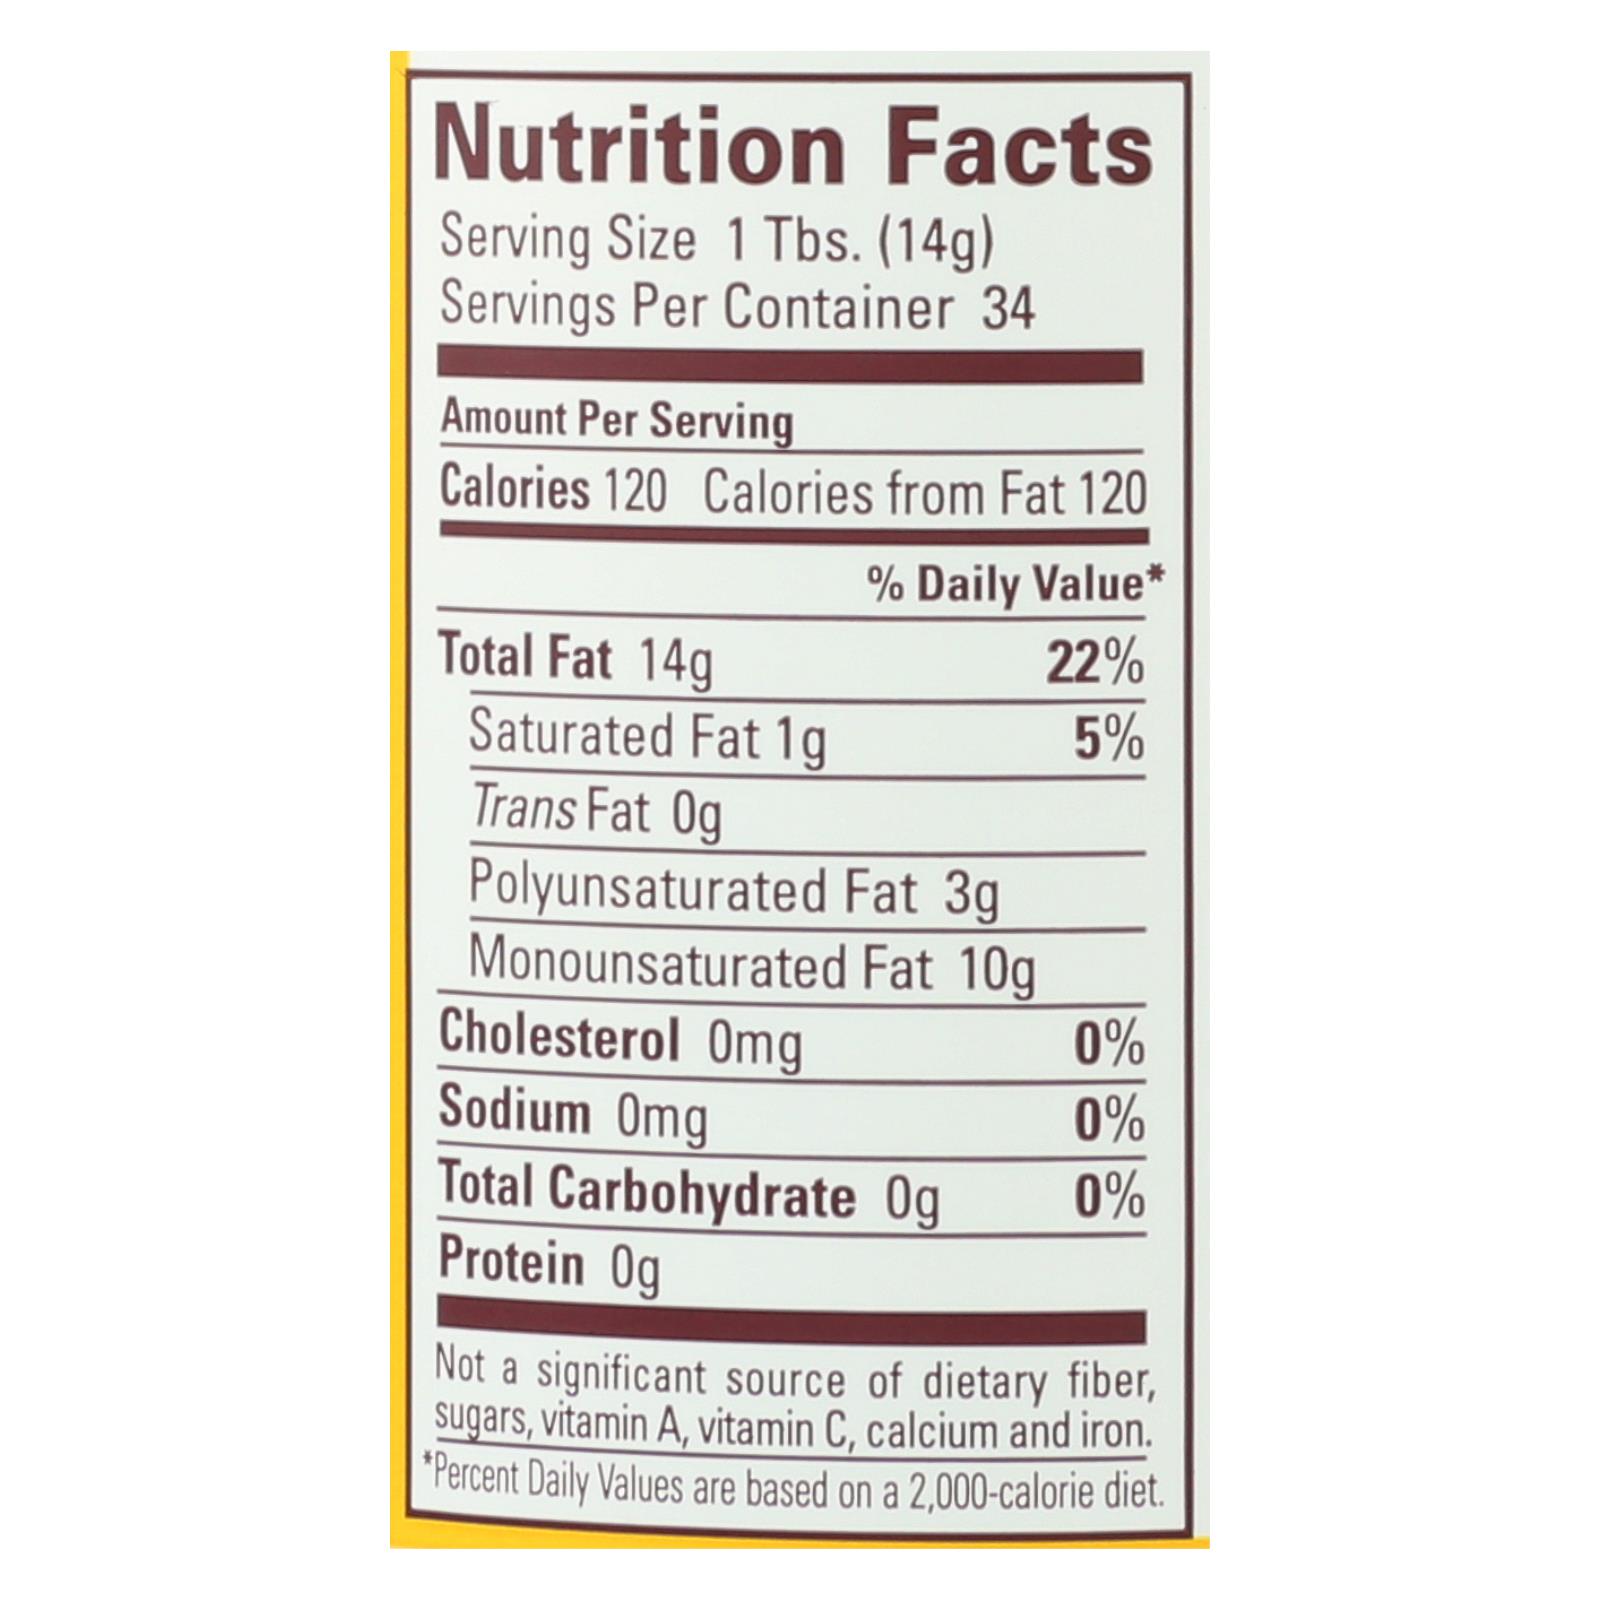 Nutrition Facts
Serving Size 1 Tbs. (14g)
Servings Per Container 34
Amount Per Serving
Calories 120 Calories from Fat 120
% Daily Value*
Total Fat 14g 22%
Saturated Fat 1g 5%
Trans Fat 0g
Polyunsaturated Fat 3g
Monounsaturated Fat 10g
Cholesterol 0mg 0%
Sodium 0mg 0%
Total Carbohydrate 0g 0%
Protein 0g
Not a significant source of dietary fiber,
sugars, vitamin A, vitamin C, calcium and iron.
*Percent Daily Values are based on a 2,000-calorie diet.